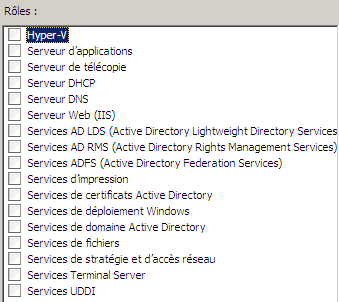 Rôles :
Hyper-V
Serveur d'applications
Serveur de télécopie
Serveur DHCP
Serveur DNS
Serveur Web (IIS)
Services AD LDS (Active Directory Lightweight Directory Services
Services AD RMS (Active Directory Rights Management Services)
Services ADFS (Active Directory Federation Services)
Services d'impression
Services de certificats Active Directory
Services de déploiement Windows
Services de domaine Active Directory
Services de fichiers
Services de stratégie et d'accès réseau
Services Terminal Server
Services UDDI